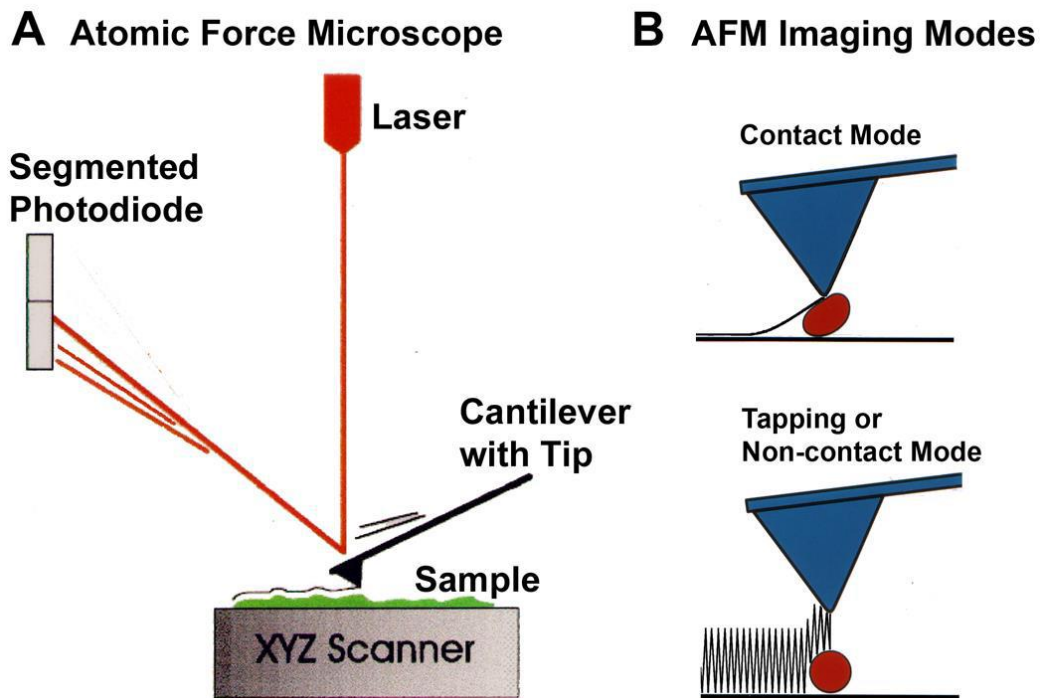 A Atomic Force Microscope
Laser
Segmented
Photodiode
Cantilever
with Tip
Sample
XYZ Scanner
B AFM Imaging Modes
Contact Mode
Tapping or
Non-contact Mode